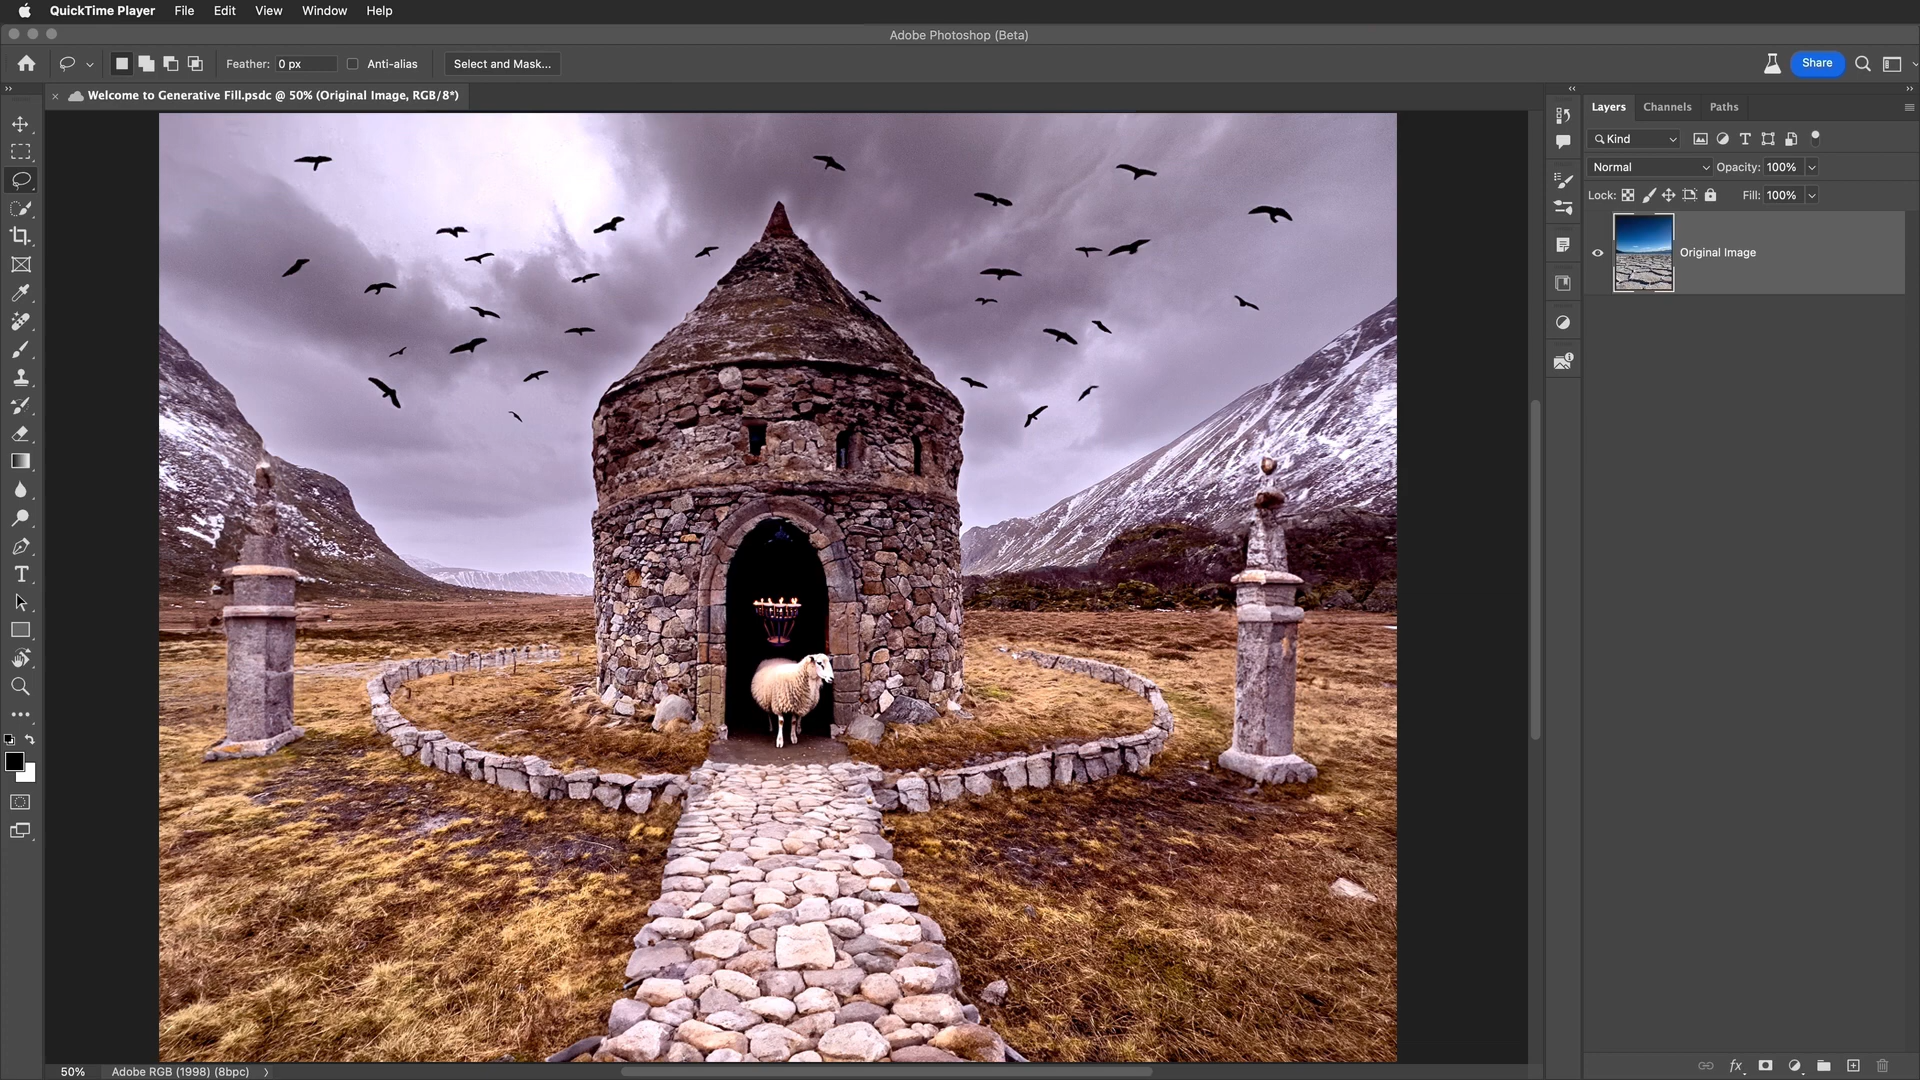 QuickTime Player File Edit View Window Help
Adobe Photoshop (Beta)
Feather: 0 px Anti-alias Select and Mask... Share
Welcome to Generative Fill.psdc @ 50% (Original Image, RGB/8*)
Layers Channels Paths
Kind
Normal Opacity: 100%
Lock: Fill: 100%
Original Image
50% Adobe RGB (1998) (8bpc)
fx